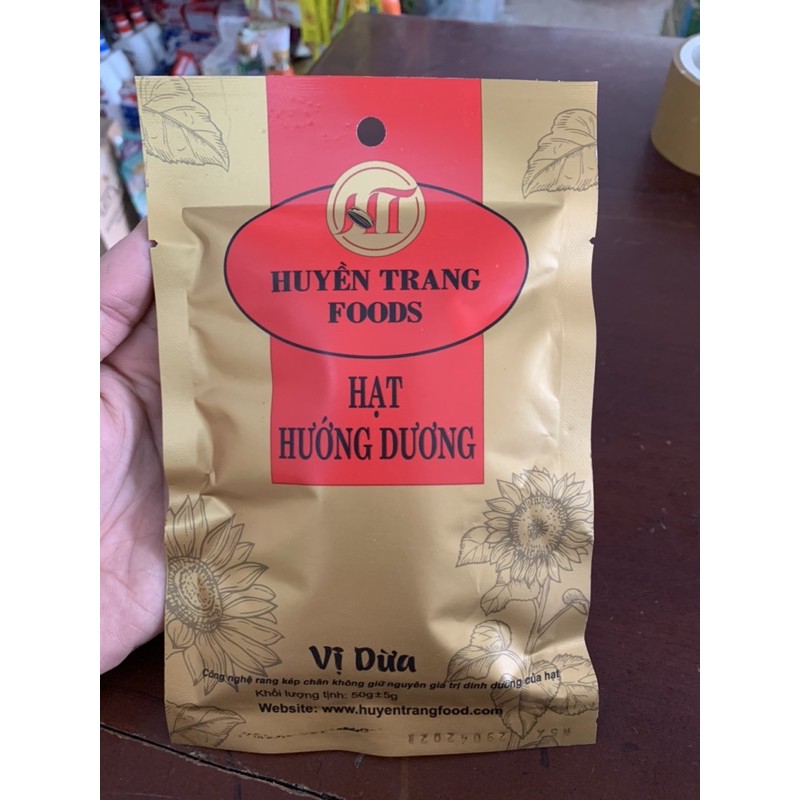 HT
HUYỀN TRANG
FOODS
HẠT
HƯỚNG DƯƠNG
Vị Dừa
Công nghệ rang kép chân không giữ nguyên giá trị dinh dưỡng của hạt
Khối lượng tịnh: 50g±5g
Website: www.huyentrangfood.com